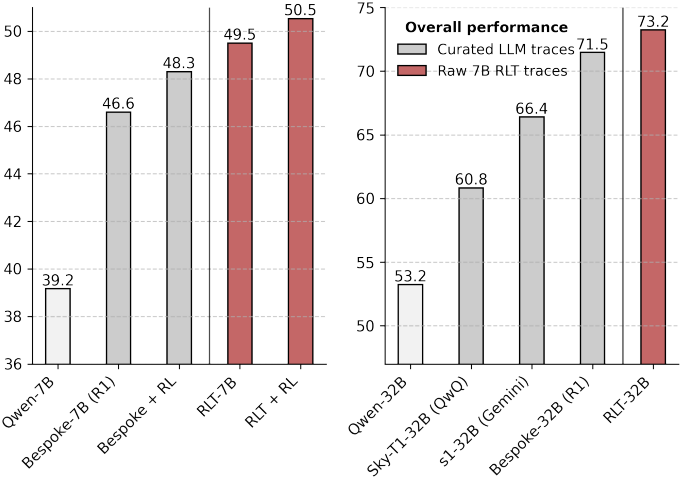 50
48
46
44
42
40
38
36
39.2
46.6
48.3
49.5
50.5
Qwen-7B
Bespoke-7B (R1)
Bespoke + RL
RLT-7B
RLT + RL
75
70
65
60
55
50
Overall performance
Curated LLM traces
Raw 7B RLT traces
53.2
60.8
66.4
71.5
73.2
Qwen-32B
Sky-T1-32B (QwQ)
s1-32B (Gemini)
Bespoke-32B (R1)
RLT-32B